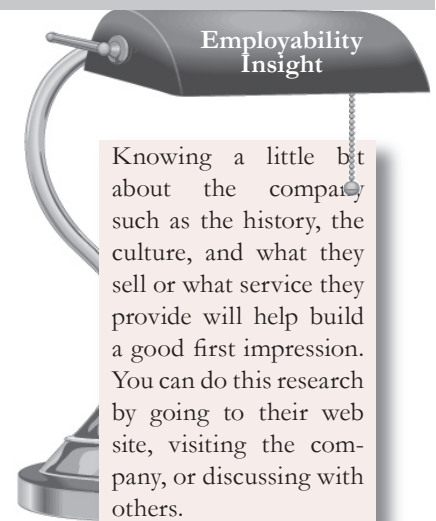 Employability
Insight
Knowing a little bit
about the company
such as the history, the
culture, and what they
sell or what service they
provide will help build
a good first impression.
You can do this research
by going to their web
site, visiting the com-
pany, or discussing with
others.